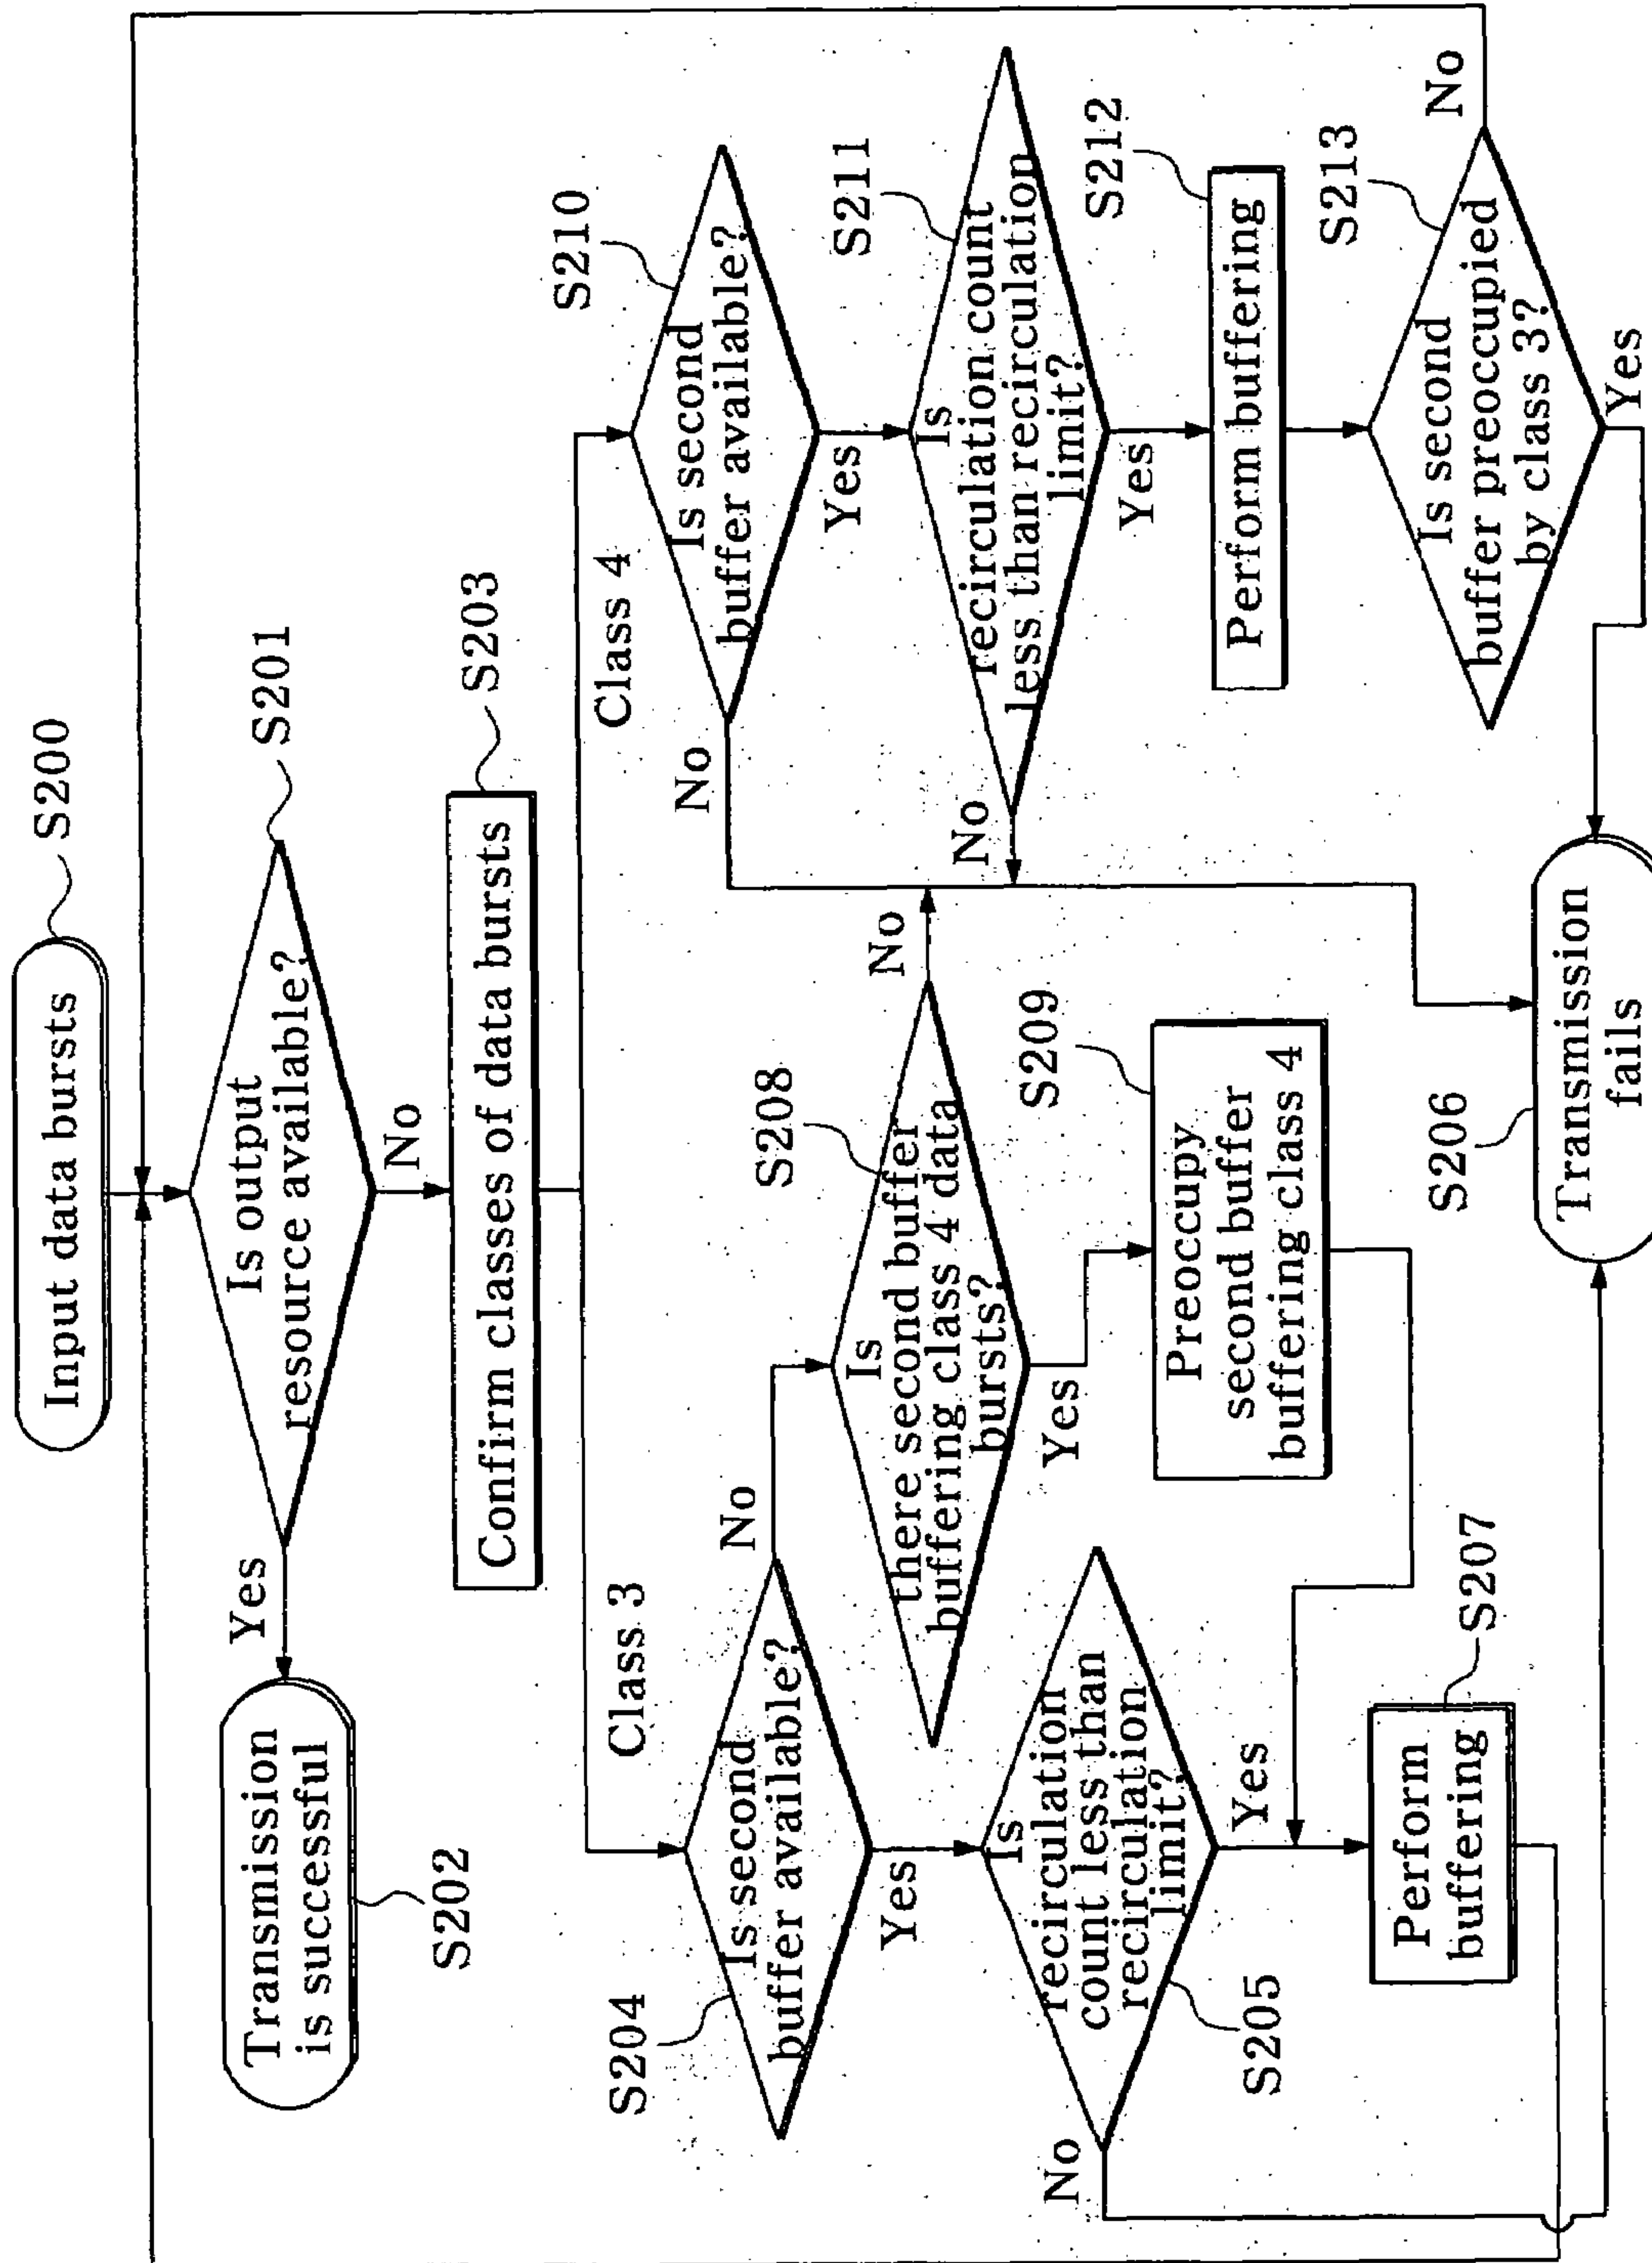 Input data bursts
S200
Is output
resource available?
S201
Yes
No
Transmission
is successful
S202
Confirm classes of data bursts
S203
Class 3
Class 4
S204
Is second
buffer available?
No
Yes
Is
recirculation
count less than
recirculation
limit?
S205
No
Yes
Perform
buffering
S207
Is
there second buffer
buffering class 4 data
bursts?
S208
No
Yes
Preoccupy
second buffer
buffering class 4
S209
Is second
buffer available?
S210
No
Yes
Is
recirculation count
less than recirculation
limit?
S211
No
Yes
Perform buffering
S212
Is second
buffer preoccupied
by class 3?
S213
No
Yes
Transmission
fails
S206